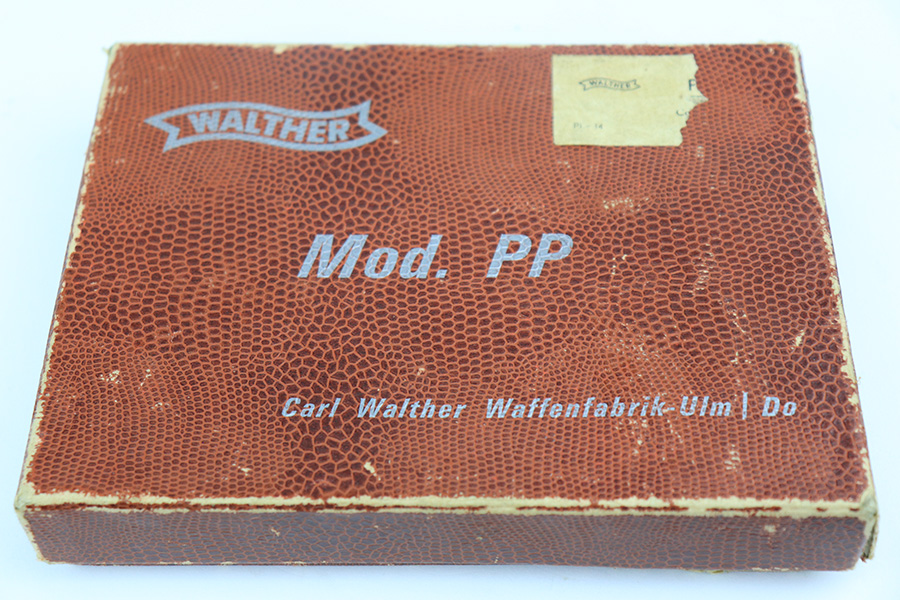 WALTHER
WALTHER
Mod. PP
Carl Walther Waffenfabrik-Ulm | Do